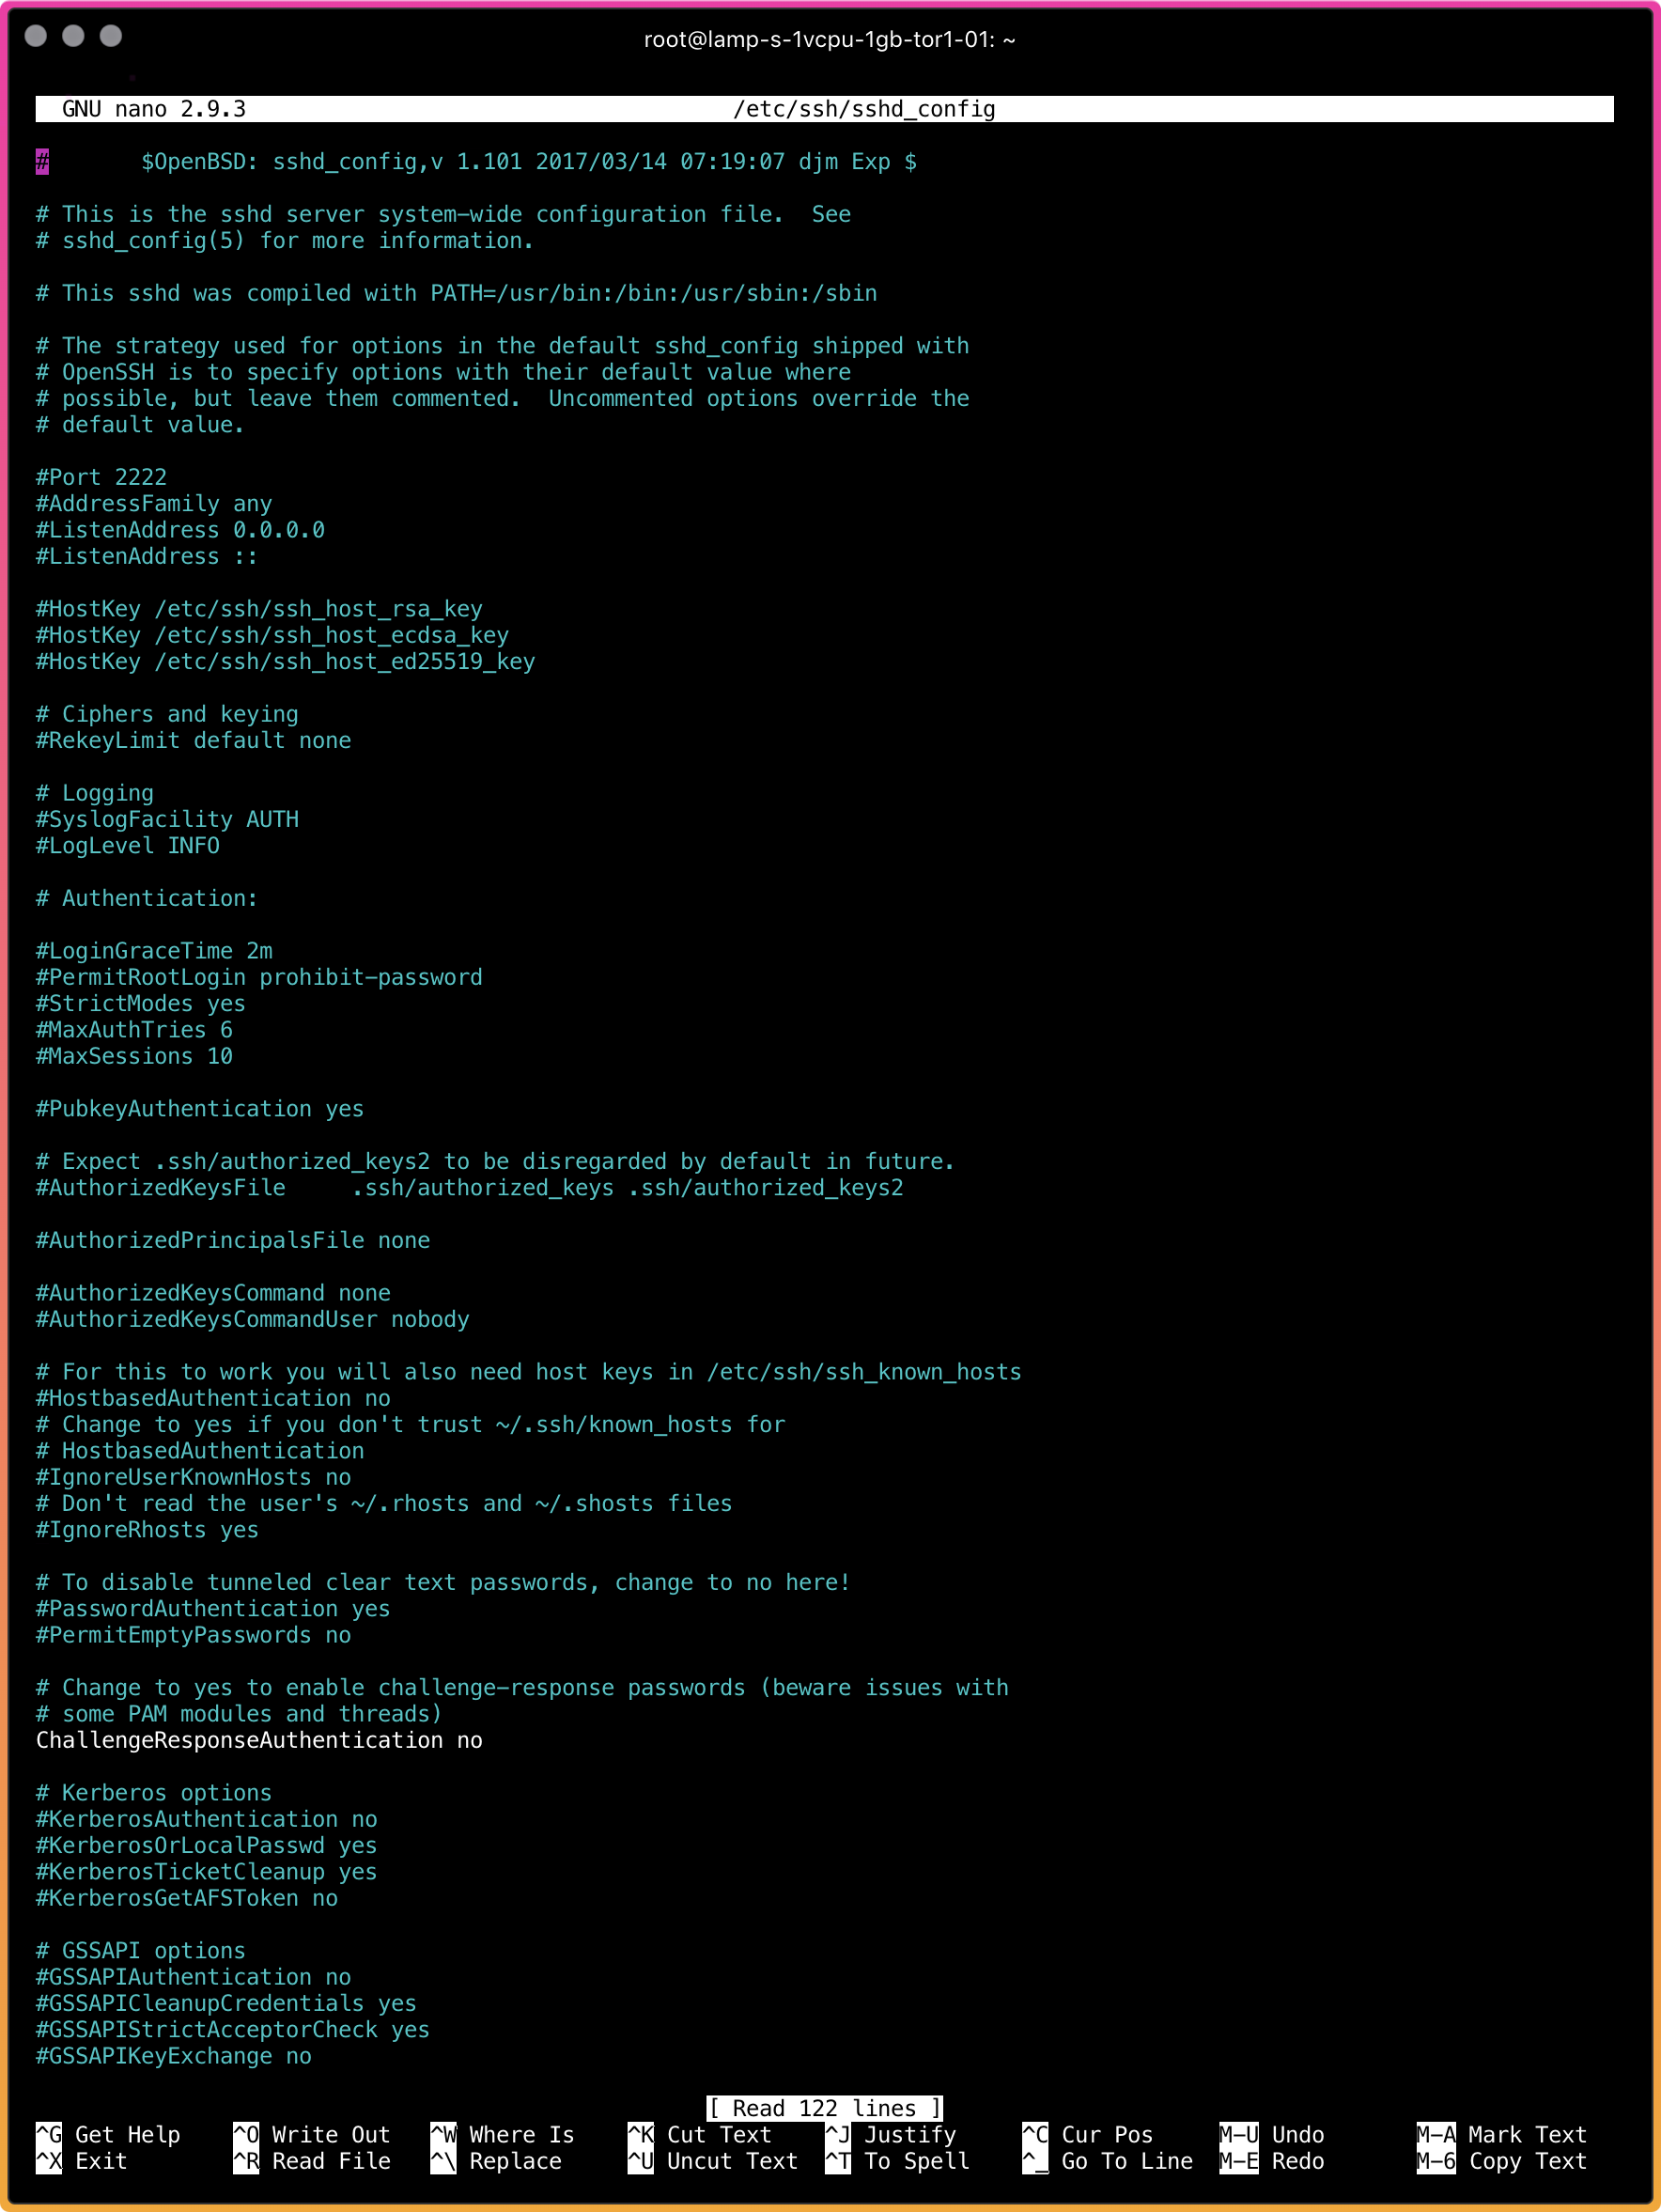 root@lamp-s-1vcpu-1gb-tor1-01: ~
GNU nano 2.9.3 /etc/ssh/sshd_config
# $OpenBSD: sshd_config,v 1.101 2017/03/14 07:19:07 djm Exp $
# This is the sshd server system-wide configuration file.  See
# sshd_config(5) for more information.
# This sshd was compiled with PATH=/usr/bin:/bin:/usr/sbin:/sbin
# The strategy used for options in the default sshd_config shipped with
# OpenSSH is to specify options with their default value where
# possible, but leave them commented.  Uncommented options override the
# default value.
#Port 2222
#AddressFamily any
#ListenAddress 0.0.0.0
#ListenAddress ::
#HostKey /etc/ssh/ssh_host_rsa_key
#HostKey /etc/ssh/ssh_host_ecdsa_key
#HostKey /etc/ssh/ssh_host_ed25519_key
# Ciphers and keying
#RekeyLimit default none
# Logging
#SyslogFacility AUTH
#LogLevel INFO
# Authentication:
#LoginGraceTime 2m
#PermitRootLogin prohibit-password
#StrictModes yes
#MaxAuthTries 6
#MaxSessions 10
#PubkeyAuthentication yes
# Expect .ssh/authorized_keys2 to be disregarded by default in future.
#AuthorizedKeysFile     .ssh/authorized_keys .ssh/authorized_keys2
#AuthorizedPrincipalsFile none
#AuthorizedKeysCommand none
#AuthorizedKeysCommandUser nobody
# For this to work you will also need host keys in /etc/ssh/ssh_known_hosts
#HostbasedAuthentication no
# Change to yes if you don't trust ~/.ssh/known_hosts for
# HostbasedAuthentication
#IgnoreUserKnownHosts no
# Don't read the user's ~/.rhosts and ~/.shosts files
#IgnoreRhosts yes
# To disable tunneled clear text passwords, change to no here!
#PasswordAuthentication yes
#PermitEmptyPasswords no
# Change to yes to enable challenge-response passwords (beware issues with
# some PAM modules and threads)
ChallengeResponseAuthentication no
# Kerberos options
#KerberosAuthentication no
#KerberosOrLocalPasswd yes
#KerberosTicketCleanup yes
#KerberosGetAFSToken no
# GSSAPI options
#GSSAPIAuthentication no
#GSSAPICleanupCredentials yes
#GSSAPIStrictAcceptorCheck yes
#GSSAPIKeyExchange no
[ Read 122 lines ]
^G Get Help ^O Write Out ^W Where Is ^K Cut Text ^J Justify ^C Cur Pos M-U Undo M-A Mark Text
^X Exit ^R Read File ^\ Replace ^U Uncut Text ^T To Spell ^_ Go To Line M-E Redo M-6 Copy Text